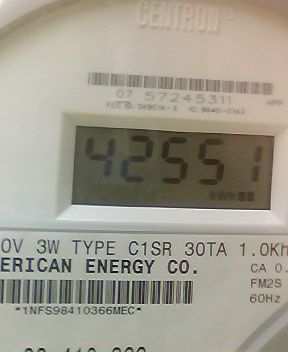 CENTRON®
07 57245311
42551
kWh
0V 3W TYPE C1SR 30TA 1.0Kh
ERICAN ENERGY CO.
CA 0.
FM2S
60Hz
*1NFS98410366MEC*